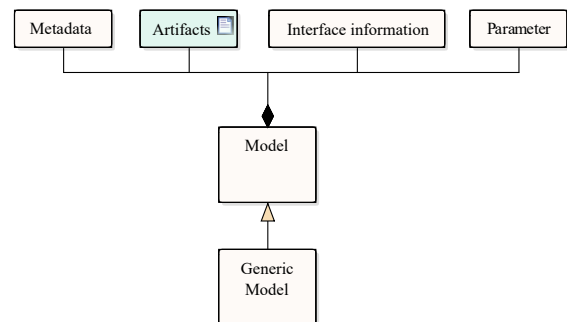 Metadata
Artifacts
Interface information
Parameter
Model
Generic
Model